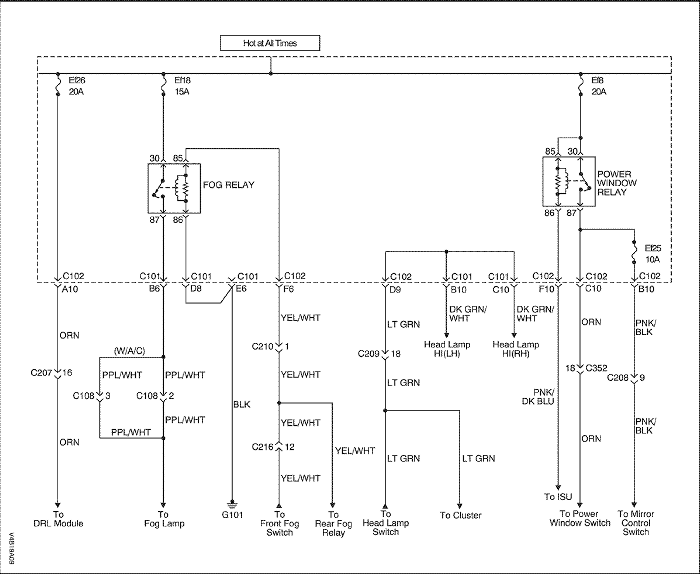 Hot at All Times
Ef26
20A
Ef18
15A
Ef8
20A
30
85
85
30
FOG RELAY
POWER
WINDOW
RELAY
87
86
86
87
Ef25
10A
C102
C101
C101
C101
C102
C102
C101
C101
C102
C102
C102
A10
B6
D8
E6
F6
D9
B10
C10
F10
C10
B10
YEL/WHT
DK GRN/
WHT
DK GRN/
WHT
LT GRN
ORN
ORN
PNK/
BLK
(W/A/C)
C210
1
Head Lamp
HI(LH)
Head Lamp
HI(RH)
C209
18
C207
16
PPL/WHT
PPL/WHT
YEL/WHT
LT GRN
18
C352
C208
9
C108
3
C108
2
BLK
PNK/
DK BLU
PPL/WHT
PPL/WHT
YEL/WHT
PNK/
BLK
ORN
C216
12
YEL/WHT
ORN
LT GRN
LT GRN
YEL/WHT
To
DRL Module
To
Fog Lamp
G101
To
Front Fog
Switch
To
Rear Fog
Relay
To
Head Lamp
Switch
To Cluster
To ISU
To Power
Window Switch
To Mirror
Control
Switch